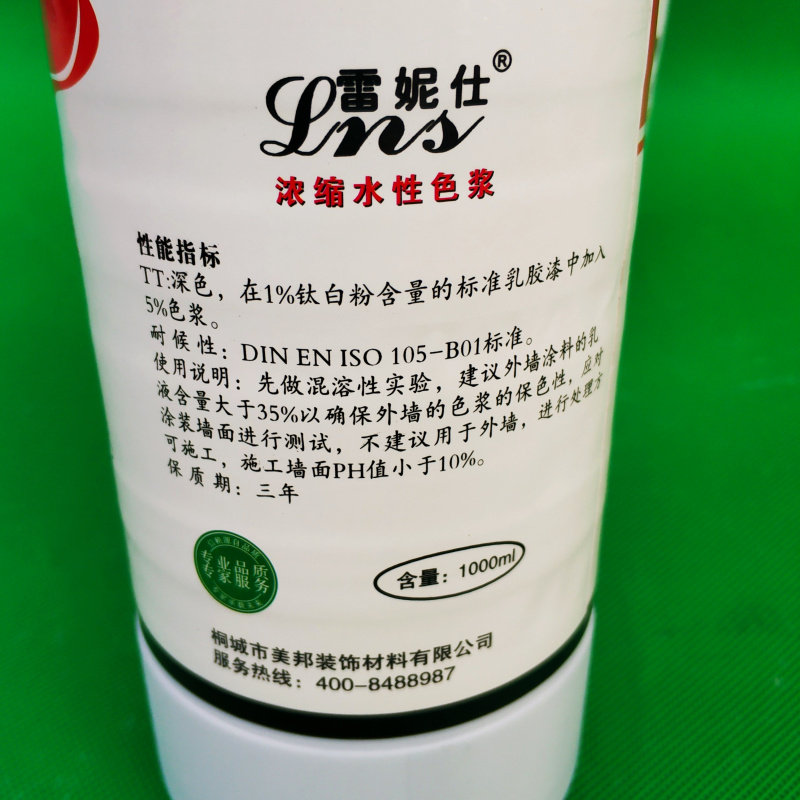 雷妮仕®
Lns
浓缩水性色浆
性能指标
TT:深色，在1%钛白粉含量的标准乳胶漆中加入
5%色浆。
耐候性：DIN EN ISO 105-B01标准。
使用说明：先做混溶性实验，建议外墙涂料的乳
液含量大于35%以确保外墙的色浆的保色性，应对
涂装墙面进行测试，不建议用于外墙，进行处理方
可施工，施工墙面PH值小于10%。
保质期：三年
专业品质
专家服务
含量：1000ml
桐城市美邦装饰材料有限公司
服务热线：400-8488987